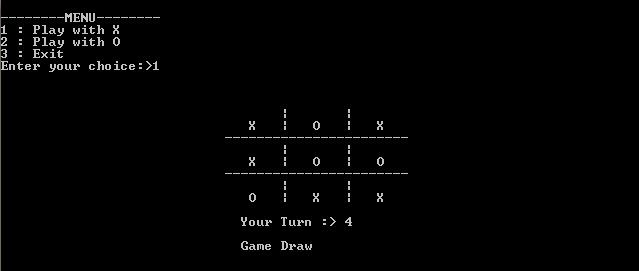 --------MENU--------
1 : Play with X
2 : Play with O
3 : Exit
Enter your choice:>1
X | O | X
X | O | O
O | X | X
Your Turn :> 4
Game Draw